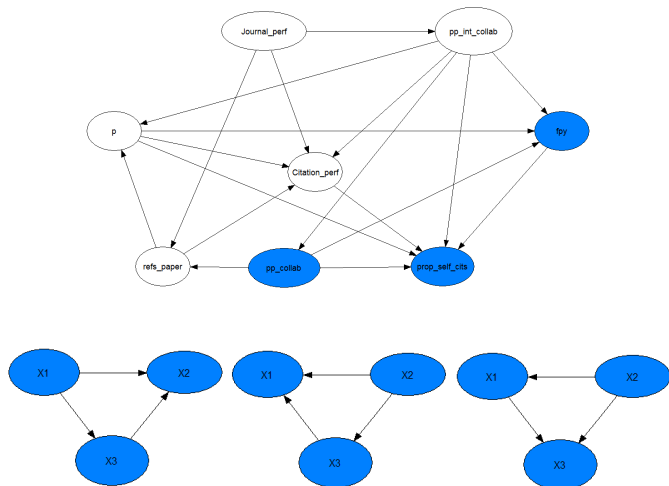 Journal_perf
pp_int_collab
p
fpy
Citation_perf
refs_paper
pp_collab
prop_self_cits
X1
X2
X3
X1
X2
X3
X1
X2
X3